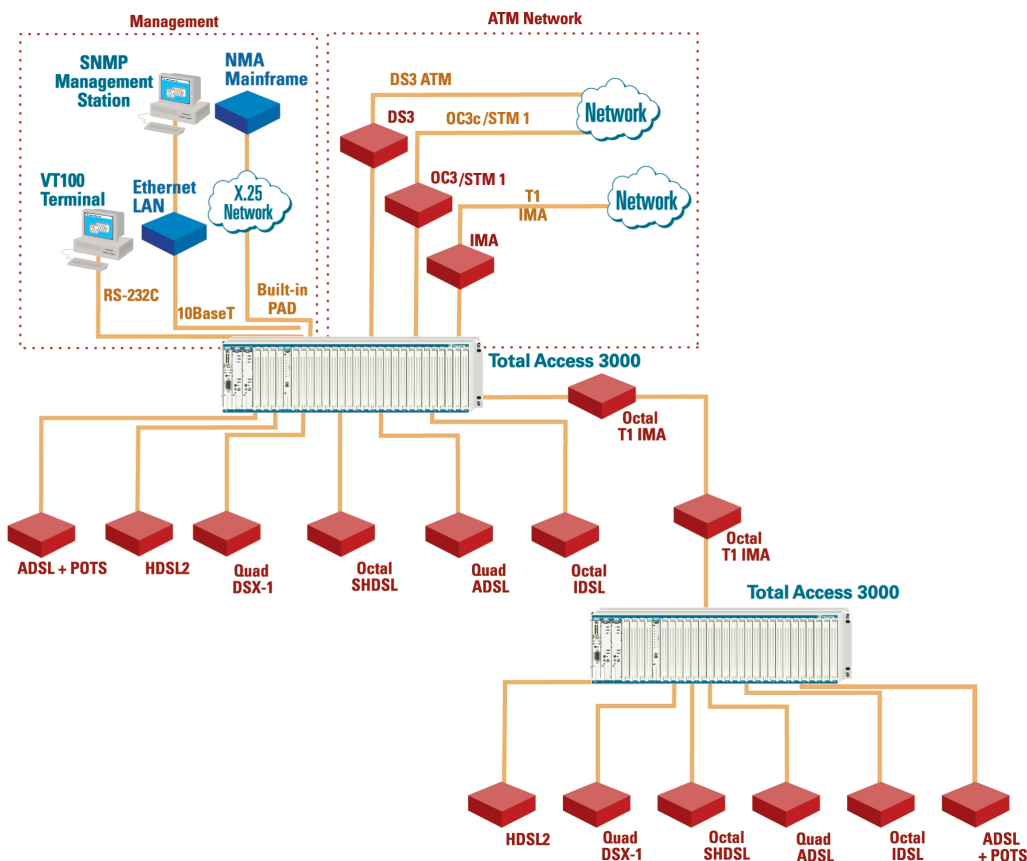 Management
ATM Network
SNMP
Management
Station
NMA
Mainframe
DS3 ATM
DS3
OC3c/STM 1
Network
VT100
Terminal
Ethernet
LAN
X.25
Network
OC3/STM 1
T1
IMA
Network
IMA
RS-232C
10BaseT
Built-in
PAD
Total Access 3000
Octal
T1 IMA
ADSL + POTS
HDSL2
Quad
DSX-1
Octal
SHDSL
Quad
ADSL
Octal
IDSL
Octal
T1 IMA
Total Access 3000
HDSL2
Quad
DSX-1
Octal
SHDSL
Quad
ADSL
Octal
IDSL
ADSL
+ POTS